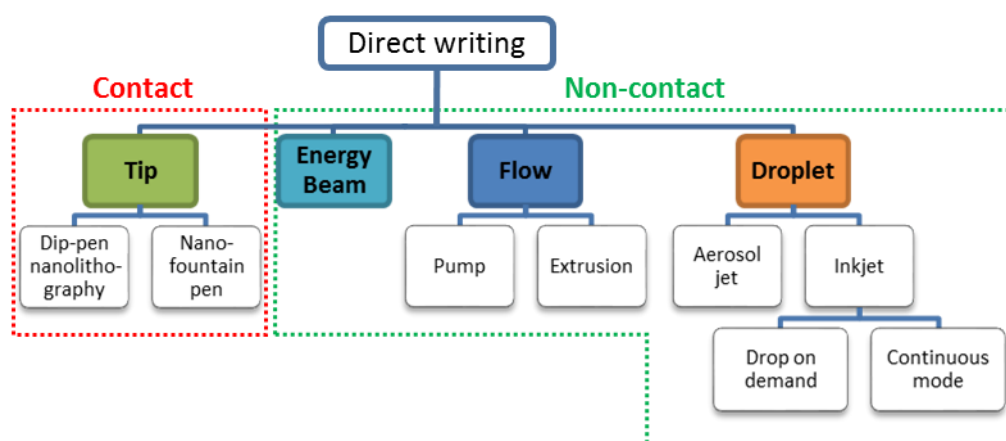 Direct writing
Contact
Non-contact
Tip
Energy
Beam
Flow
Droplet
Dip-pen
nanolitho-
graphy
Nano-
fountain
pen
Pump
Extrusion
Aerosol
jet
Inkjet
Drop on
demand
Continuous
mode